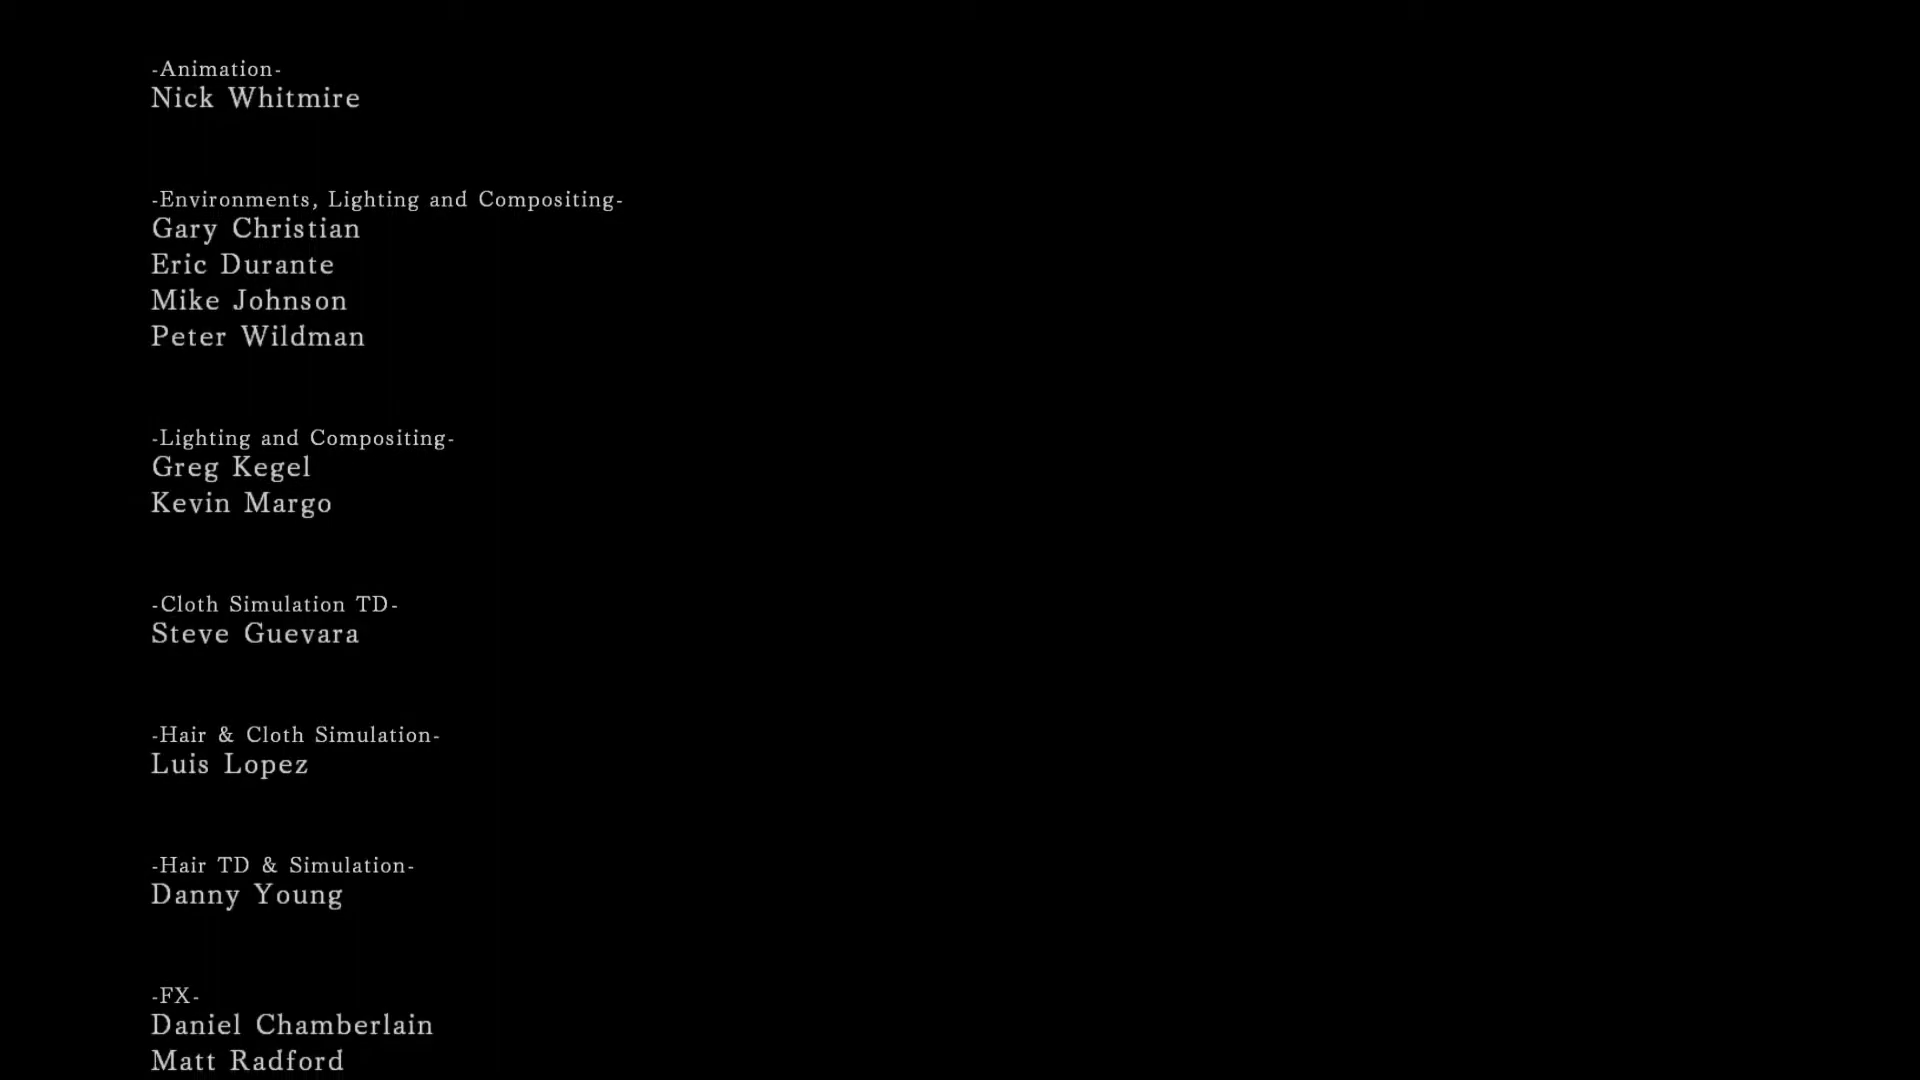 -Animation-
Nick Whitmire
-Environments, Lighting and Compositing-
Gary Christian
Eric Durante
Mike Johnson
Peter Wildman
-Lighting and Compositing-
Greg Kegel
Kevin Margo
-Cloth Simulation TD-
Steve Guevara
-Hair & Cloth Simulation-
Luis Lopez
-Hair TD & Simulation-
Danny Young
-FX-
Daniel Chamberlain
Matt Radford